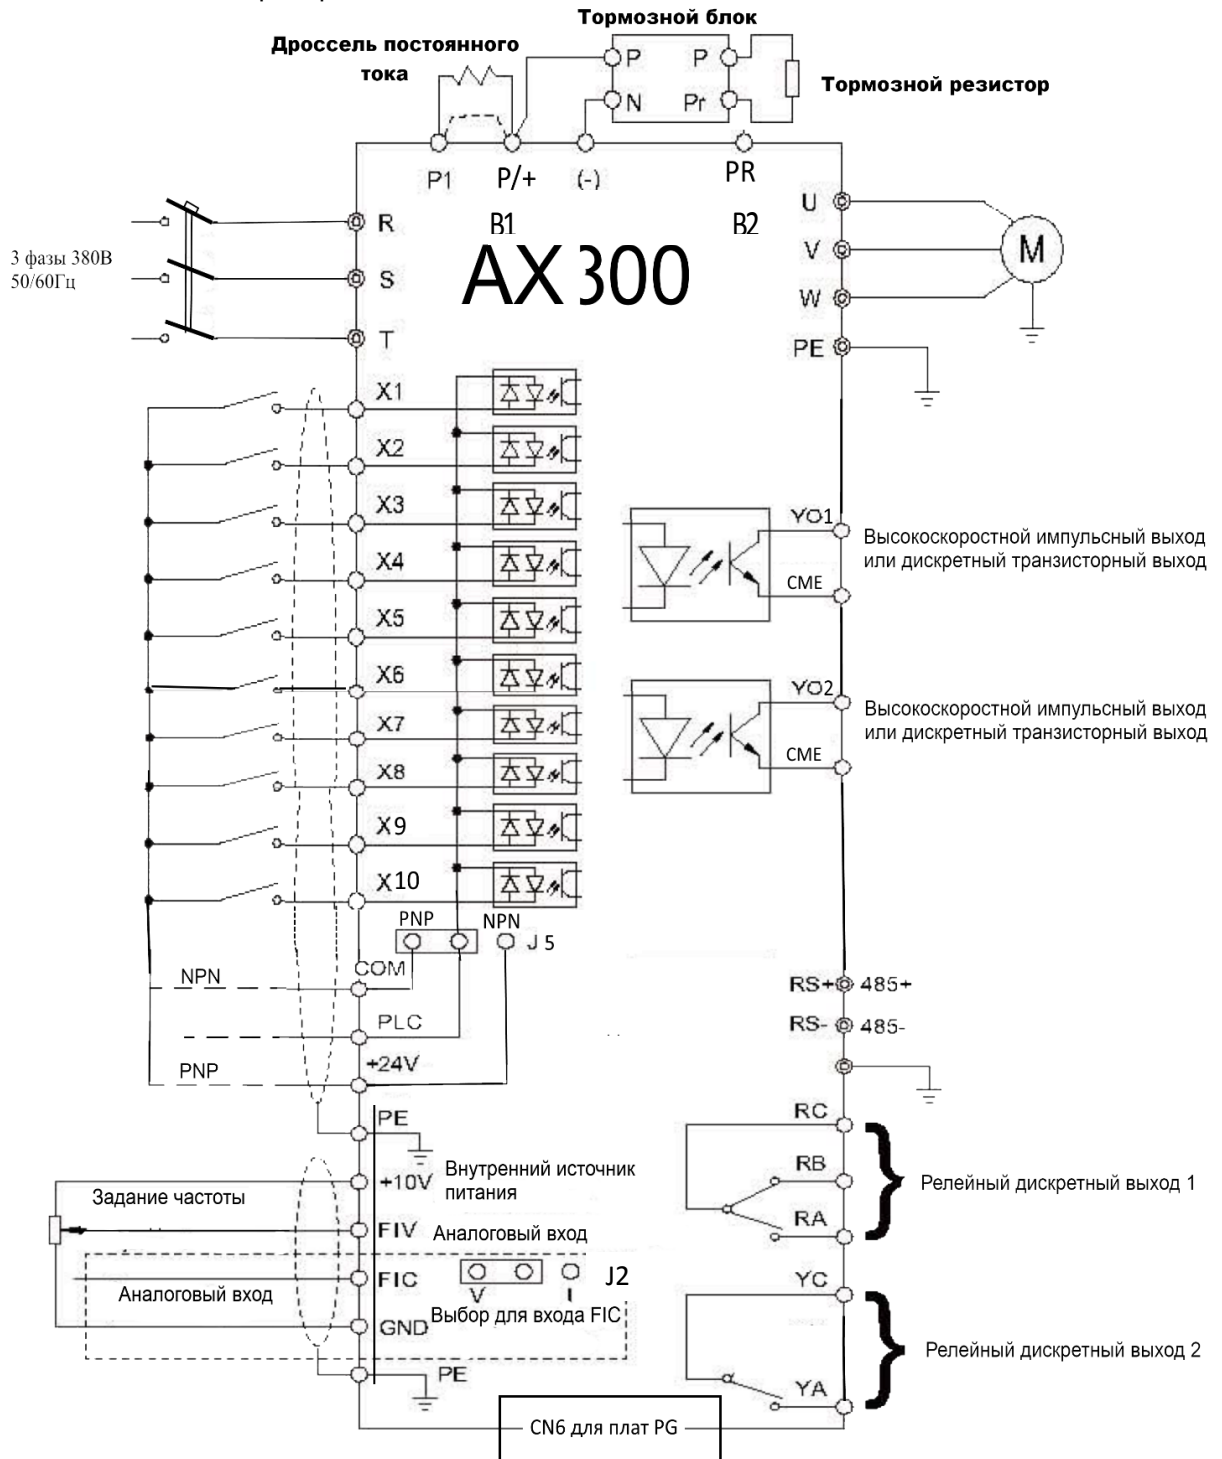 Тормозной блок
Дроссель постоянного
тока
P P
N Pr
Тормозной резистор
P1 P/+ (-) PR
B1 B2
AX300
3 фазы 380В
50/60Гц
R
S
T
U
V
W
PE
M
X1
X2
X3
X4
X5
X6
X7
X8
X9
X10
YO1
CME
Высокоскоростной импульсный выход
или дискретный транзисторный выход
YO2
CME
Высокоскоростной импульсный выход
или дискретный транзисторный выход
PNP NPN
J5
NPN
COM
PLC
PNP
+24V
PE
RS+ 485+
RS- 485-
RC
RB
RA
Релейный дискретный выход 1
Задание частоты
+10V
Внутренний источник
питания
FIV
Аналоговый вход
FIC
Аналоговый вход
V I J2
Выбор для входа FIC
GND
PE
YC
YA
Релейный дискретный выход 2
CN6 для плат PG